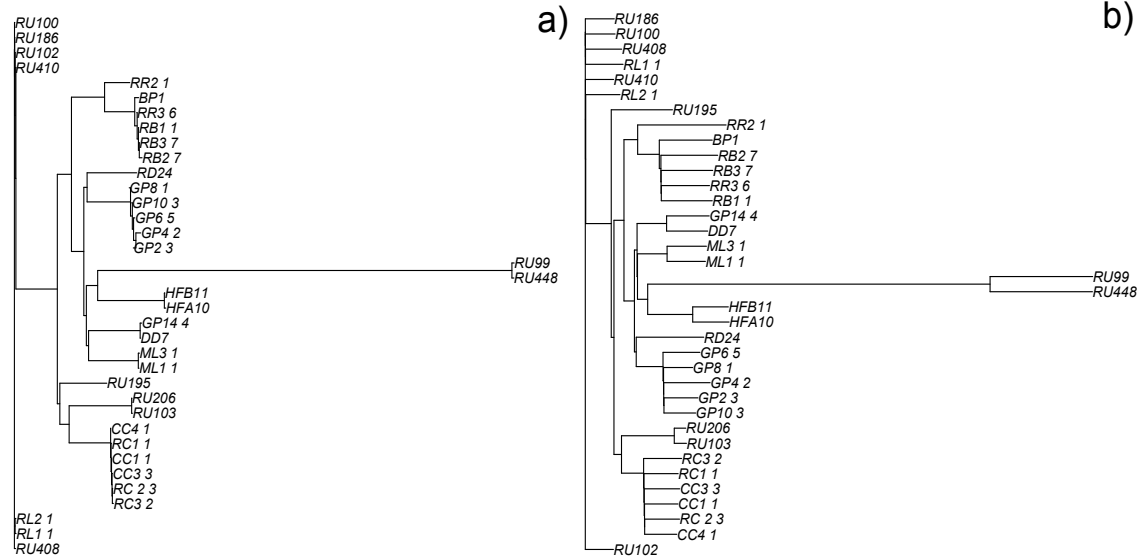 a)
RU100
RU186
RU102
RU410
RR2 1
BP1
RR3 6
RB1 1
RB3 7
RB2 7
RD24
GP8 1
GP10 3
GP6 5
GP4 2
GP2 3
RU99
RU448
HFB11
HFA10
GP14 4
DD7
ML3 1
ML1 1
RU195
RU206
RU103
CC4 1
RC1 1
CC1 1
CC3 3
RC 2 3
RC3 2
RL2 1
RL1 1
RU408
b)
RU186
RU100
RU408
RL1 1
RU410
RL2 1
RU195
RR2 1
BP1
RB2 7
RB3 7
RR3 6
RB1 1
GP14 4
DD7
ML3 1
ML1 1
RU99
RU448
HFB11
HFA10
RD24
GP6 5
GP8 1
GP4 2
GP2 3
GP10 3
RU206
RU103
RC3 2
RC1 1
CC3 3
CC1 1
RC 2 3
CC4 1
RU102